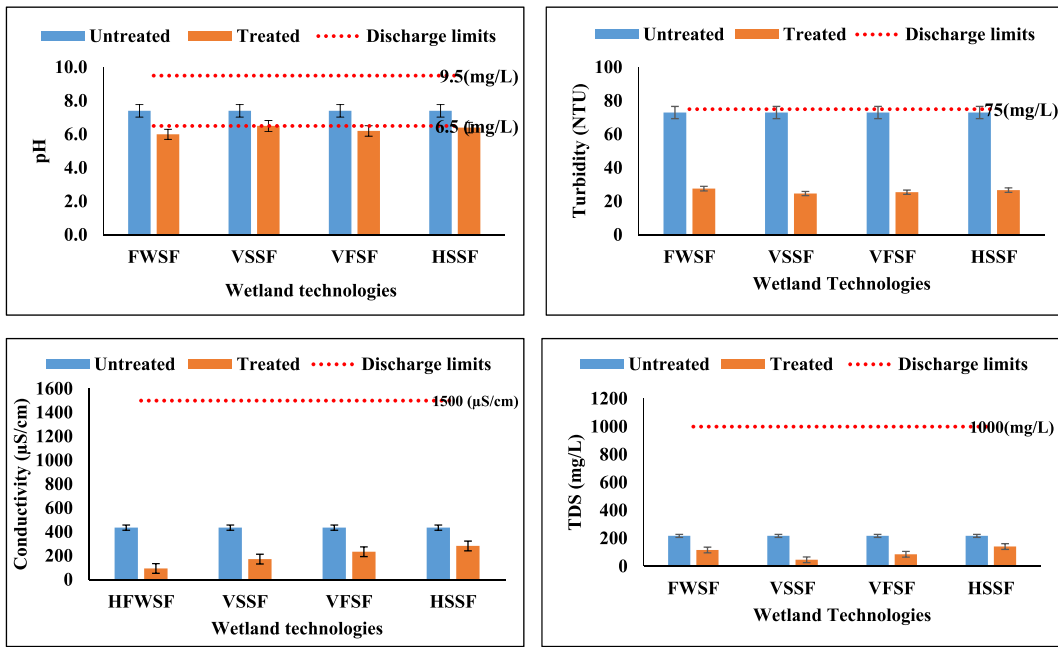 Untreated Treated Discharge limits
10.0
8.0
6.0
4.0
2.0
0.0
pH
9.5(mg/L)
6.5 (mg/L)
FWSF VSSF VFSF HSSF
Wetland technologies
Untreated Treated Discharge limits
100
80
60
40
20
0
Turbidity (NTU)
75(mg/L)
FWSF VSSF VFSF HSSF
Wetland Technologies
Untreated Treated Discharge limits
1600
1400
1200
1000
800
600
400
200
0
Conductivity (µS/cm)
1500 (µS/cm)
HFWSF VSSF VFSF HSSF
Wetland technologies
Untreated Treated Discharge limits
1200
1000
800
600
400
200
0
TDS (mg/L)
1000(mg/L)
FWSF VSSF VFSF HSSF
Wetland Technologies